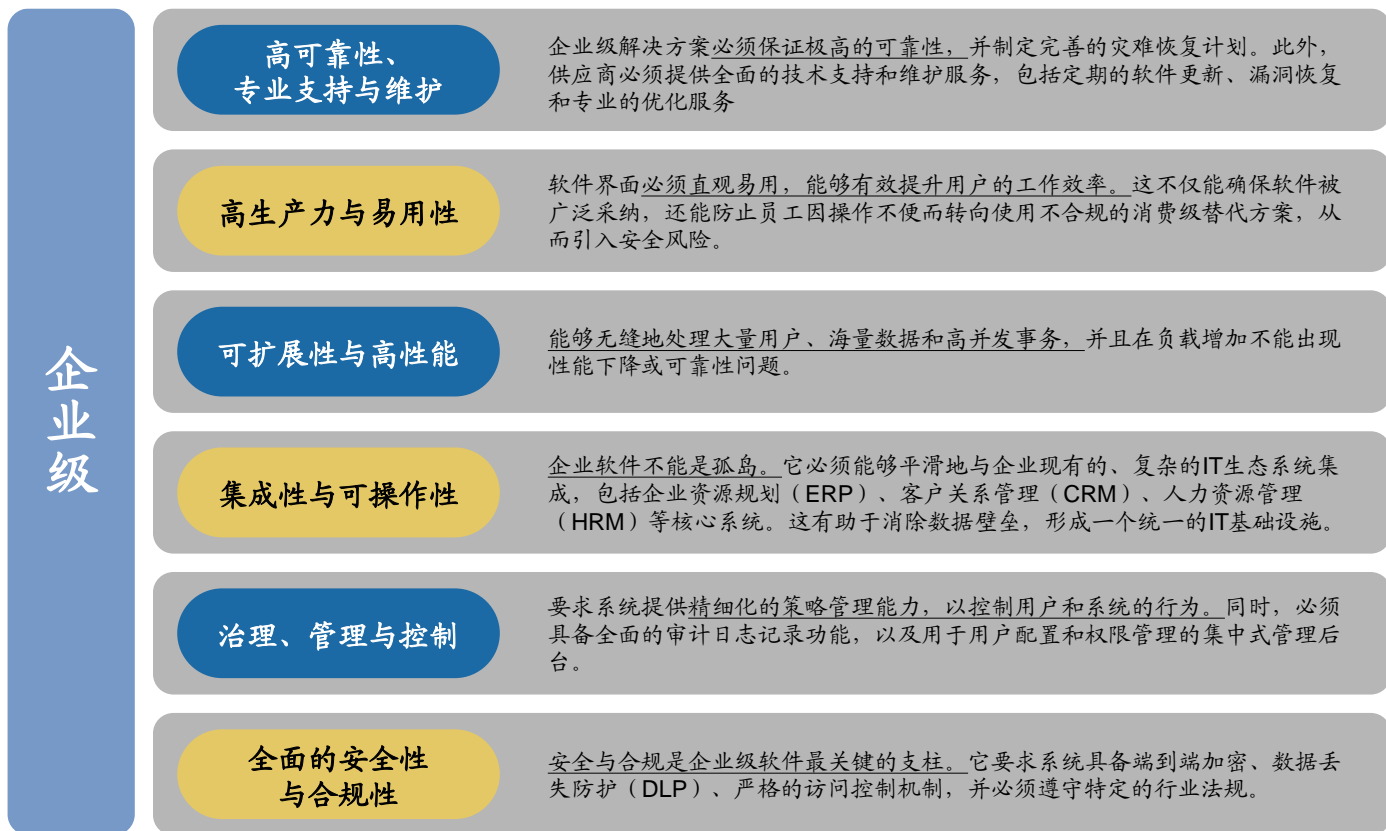 企业级
高可靠性、
专业支持与维护
企业级解决方案必须保证极高的可靠性，并制定完善的灾难恢复计划。此外，
供应商必须提供全面的技术支持和维护服务，包括定期的软件更新、漏洞恢复
和专业的优化服务
高生产力与易用性
软件界面必须直观易用，能够有效提升用户的工作效率。这不仅能确保软件被
广泛采纳，还能防止员工因操作不便而转向使用不合规的消费级替代方案，从
而引入安全风险。
可扩展性与高性能
能够无缝地处理大量用户、海量数据和高并发事务，并且在负载增加不能出现
性能下降或可靠性问题。
集成性与可操作性
企业软件不能是孤岛。它必须能够平滑地与企业现有的、复杂的IT生态系统集
成，包括企业资源规划（ERP）、客户关系管理（CRM）、人力资源管理
（HRM）等核心系统。这有助于消除数据壁垒，形成一个统一的IT基础设施。
治理、管理与控制
要求系统提供精细化的策略管理能力，以控制用户和系统的行为。同时，必须
具备全面的审计日志记录功能，以及用于用户配置和权限管理的集中式管理后
台。
全面的安全性
与合规性
安全与合规是企业级软件最关键的支柱。它要求系统具备端到端加密、数据丢
失防护（DLP）、严格的访问控制机制，并必须遵守特定的行业法规。